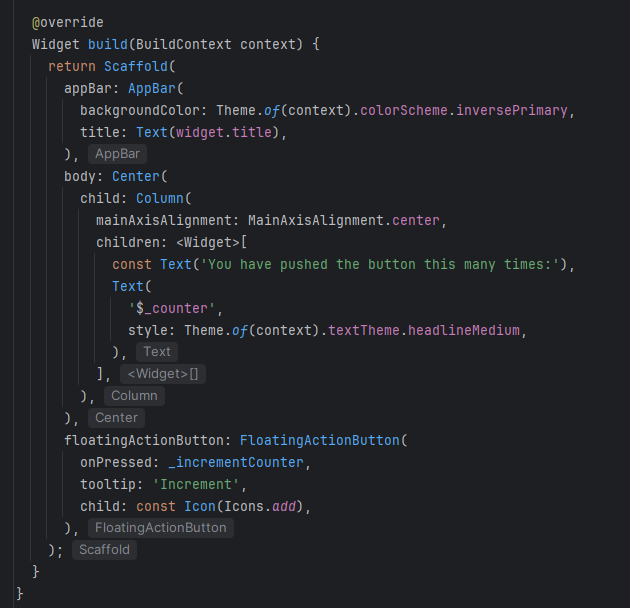 @override
Widget build(BuildContext context) {
  return Scaffold(
    appBar: AppBar(
      backgroundColor: Theme.of(context).colorScheme.inversePrimary,
      title: Text(widget.title),
    ), AppBar
    body: Center(
      child: Column(
        mainAxisAlignment: MainAxisAlignment.center,
        children: <Widget>[
          const Text('You have pushed the button this many times:'),
          Text(
            '$_counter',
            style: Theme.of(context).textTheme.headlineMedium,
          ), Text
        ], <Widget>[]
      ), Column
    ), Center
    floatingActionButton: FloatingActionButton(
      onPressed: _incrementCounter,
      tooltip: 'Increment',
      child: const Icon(Icons.add),
    ), FloatingActionButton
  ); Scaffold
}
}